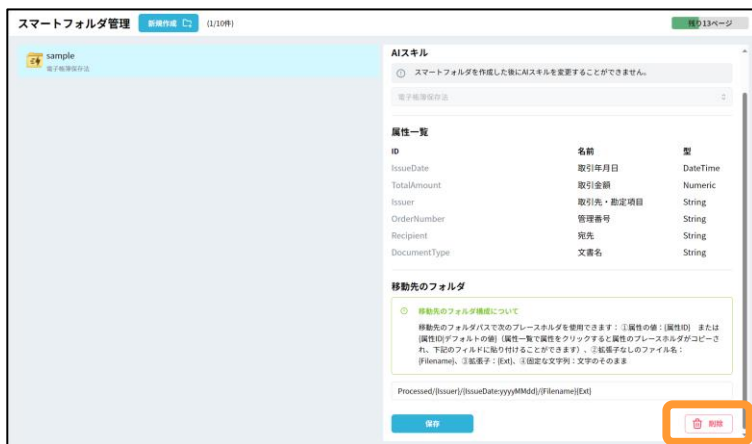 スマートフォルダ管理 新規作成 (1/10件) 残り13ページ
sample
電子帳簿保存法
AIスキル
スマートフォルダを作成した後にAIスキルを変更することができません。
電子帳簿保存法
属性一覧
ID 名前 型
IssueDate 取引年月日 DateTime
TotalAmount 取引金額 Numeric
Issuer 取引先・勘定項目 String
OrderNumber 管理番号 String
Recipient 宛先 String
DocumentType 文書名 String
移動先のフォルダ
移動先のフォルダ構成について
移動先のフォルダパスで次のプレースホルダを使用できます：①属性の値：{属性ID} または
{属性ID|デフォルトの値}（属性一覧で属性をクリックすると属性のプレースホルダがコピーさ
れ、下記のフィールドに貼り付けることができます）、②拡張子なしのファイル名：
{Filename}、③拡張子：{Ext}、④固定な文字列：文字のそのまま
Processed/{Issuer}/{IssueDate:yyyyMMdd}/{Filename}{Ext}
保存 削除